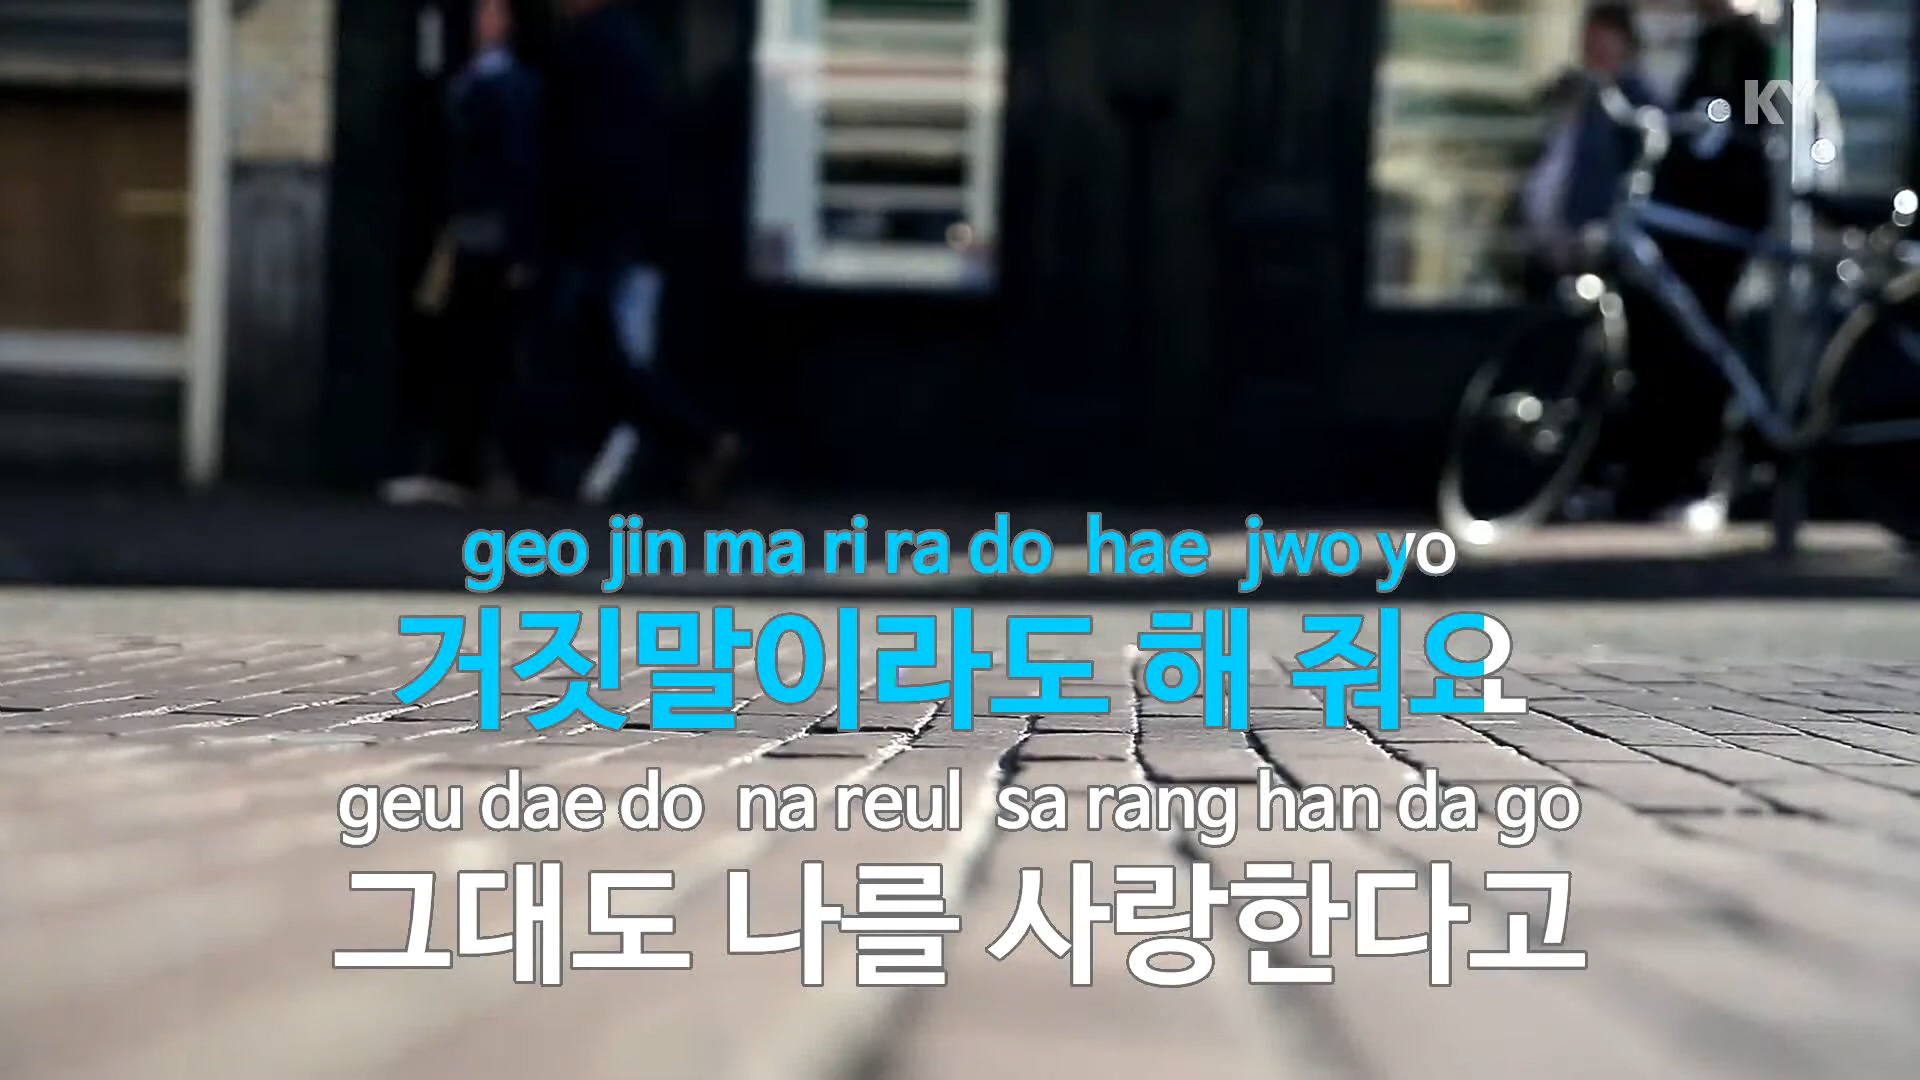 KY
geo jin ma ri ra do hae jwo yo
거짓말이라도 해 줘요
geu dae do na reul sa rang han da go
그대도 나를 사랑한다고